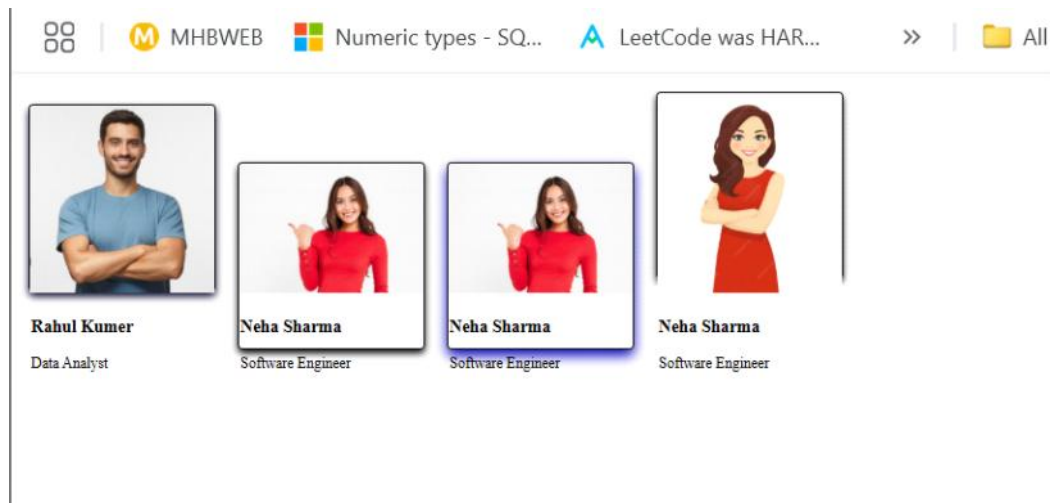 M MHBWEB Numeric types - SQ... LeetCode was HAR... » All
Rahul Kumer Neha Sharma Neha Sharma Neha Sharma
Data Analyst Software Engineer Software Engineer Software Engineer